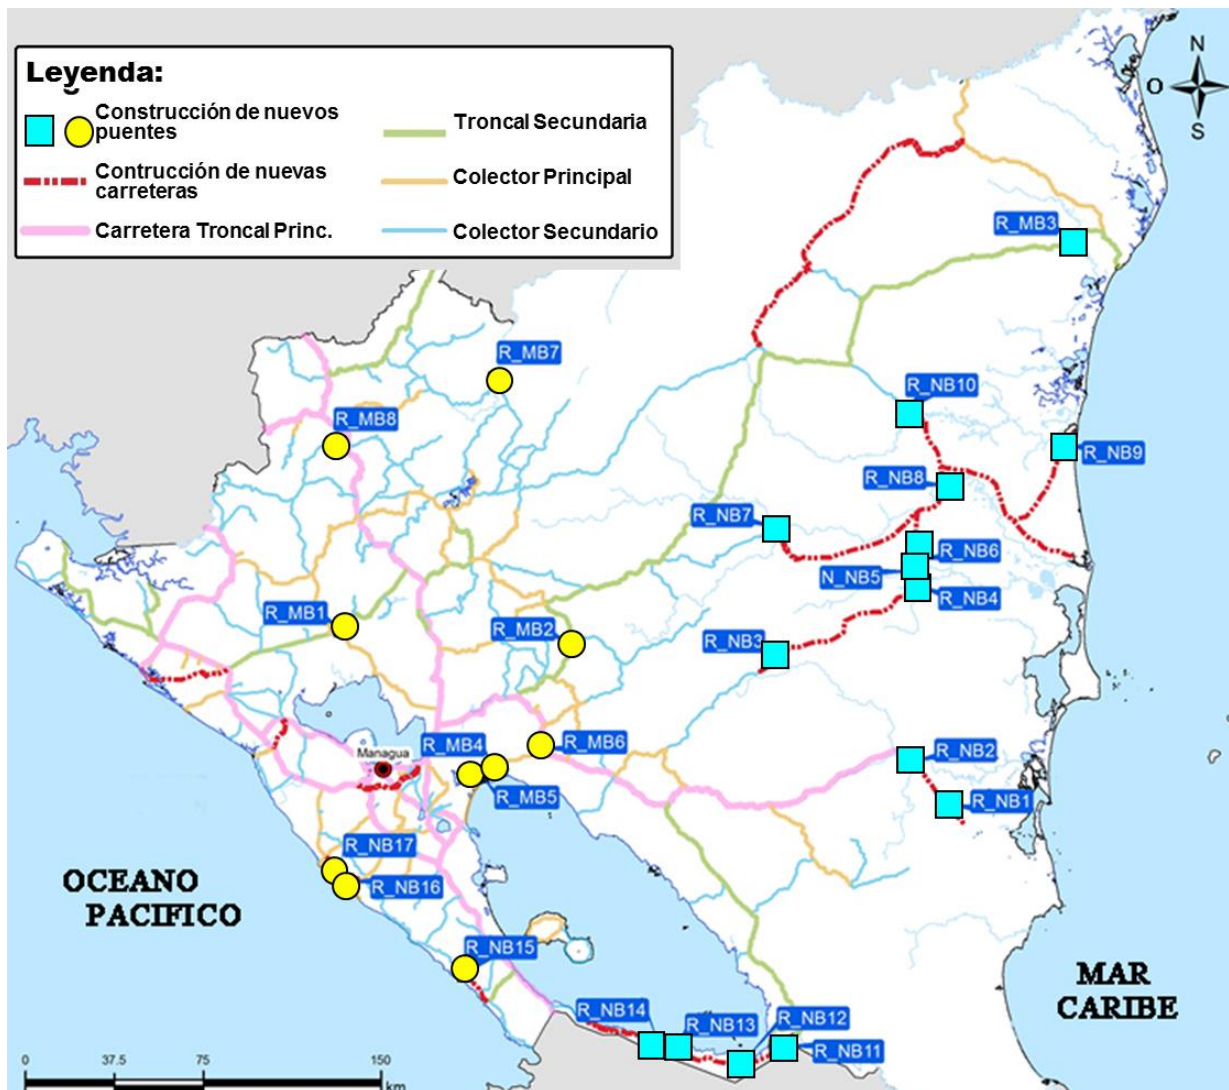 Leyenda:
Construcción de nuevos
puentes
Contrucción de nuevas
carreteras
Carretera Troncal Princ.
Troncal Secundaria
Colector Principal
Colector Secundario
N
O
S
R_MB3
R_MB7
R_MB8
R_NB10
R_NB9
R_NB8
R_NB7
R_NB6
N_NB5
R_NB4
R_MB1
R_MB2
R_NB3
R_MB4
R_MB6
Managua
R_MB5
R_NB2
R_NB1
R_NB17
R_NB16
OCEANO
PACIFICO
R_NB15
MAR
CARIBE
R_NB14
R_NB13
R_NB12
R_NB11
0 37.5 75 150
km